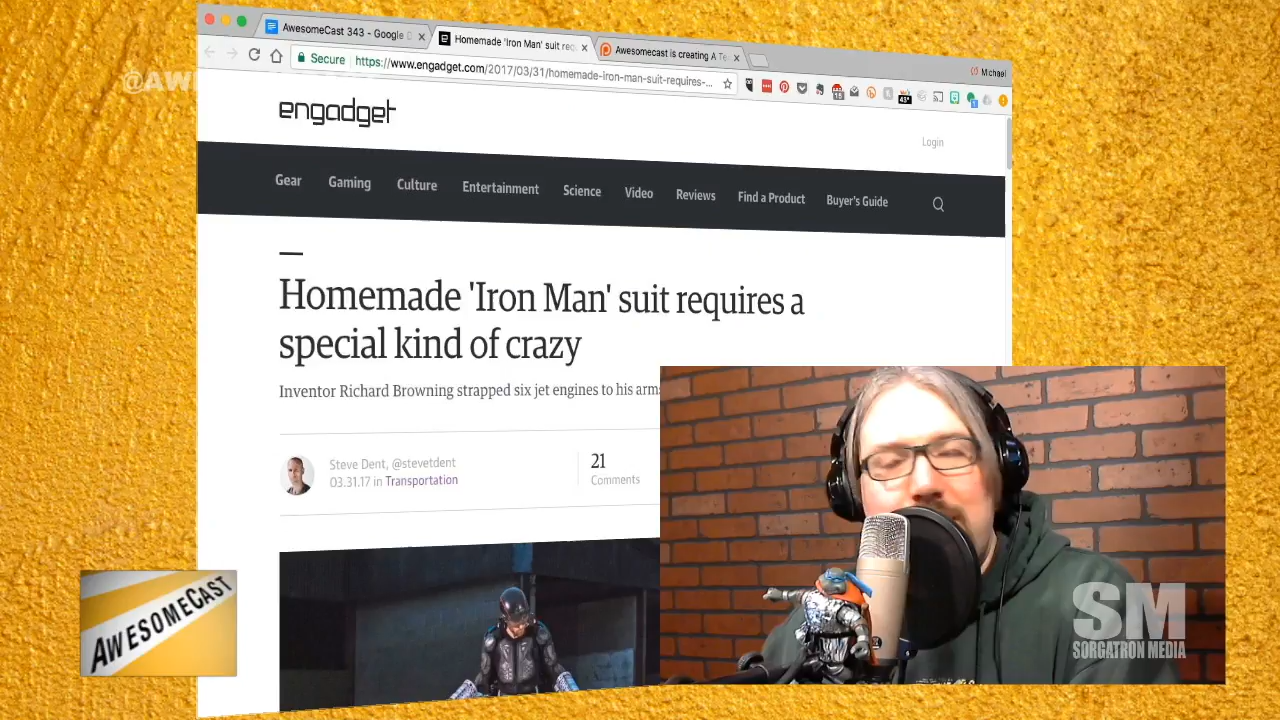 AwesomeCast 343 - Google D
Homemade 'Iron Man' suit req
Awesomecast is creating A Te
Michael
Secure
https://www.engadget.com/2017/03/31/homemade-iron-man-suit-requires-...
@AW
engadget
Login
Gear Gaming Culture Entertainment Science Video Reviews Find a Product Buyer's Guide
Homemade 'Iron Man' suit requires a
special kind of crazy
Inventor Richard Browning strapped six jet engines to his arms
Steve Dent, @stevetdent
03.31.17 in Transportation
21
Comments
AWESOMECAST
SM
SORGATRON MEDIA